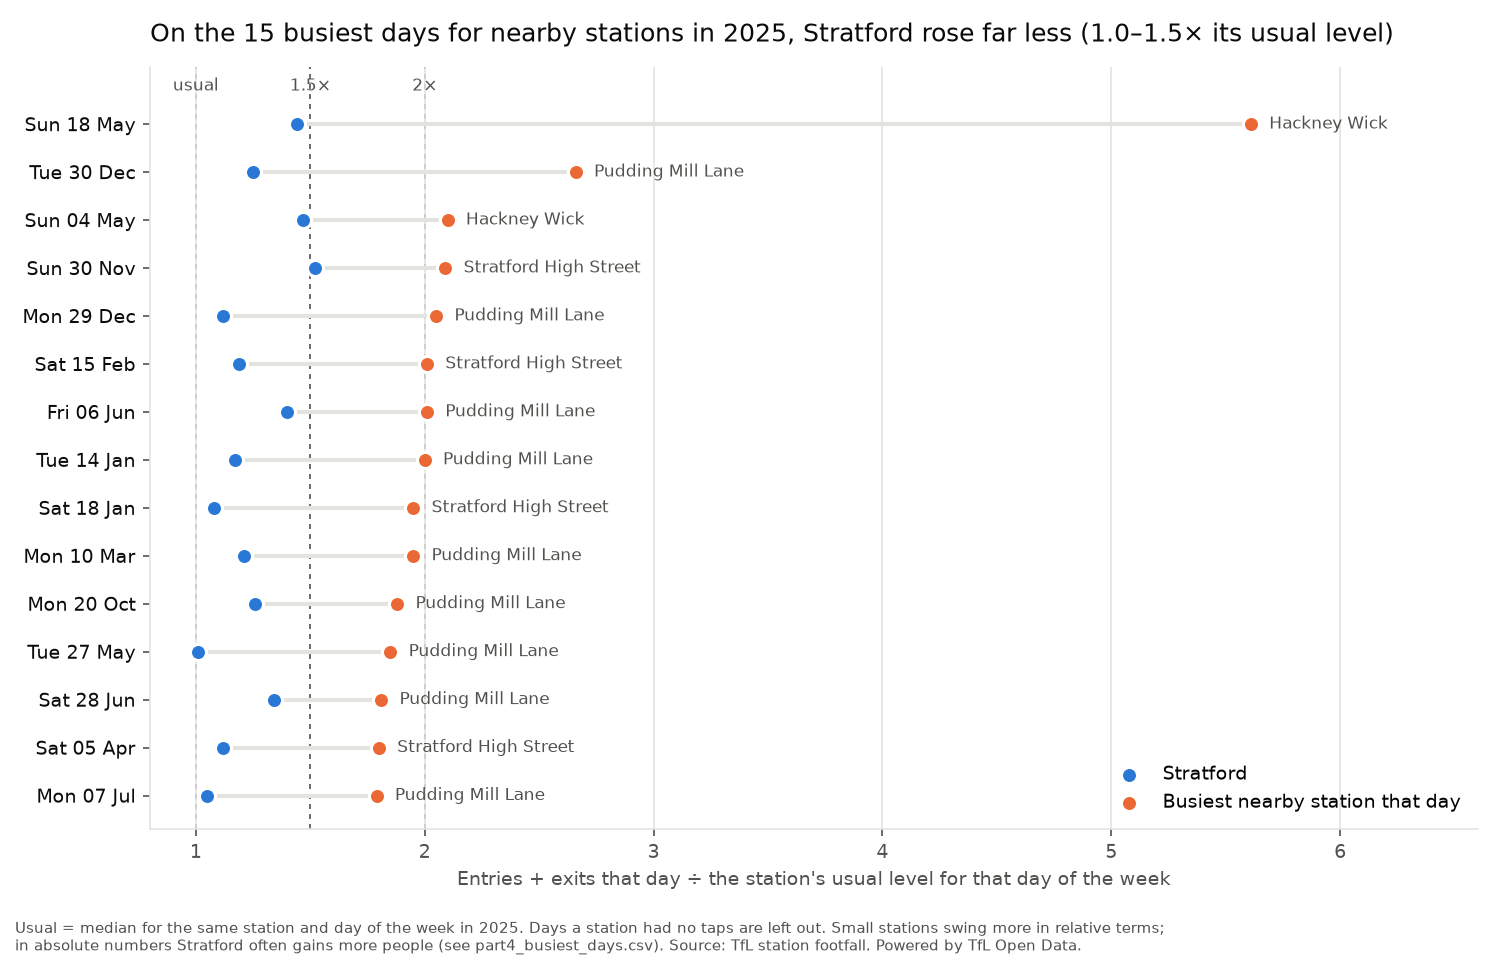 On the 15 busiest days for nearby stations in 2025, Stratford rose far less (1.0–1.5× its usual level)
usual 1.5× 2×
Sun 18 May Hackney Wick
Tue 30 Dec Pudding Mill Lane
Sun 04 May Hackney Wick
Sun 30 Nov Stratford High Street
Mon 29 Dec Pudding Mill Lane
Sat 15 Feb Stratford High Street
Fri 06 Jun Pudding Mill Lane
Tue 14 Jan Pudding Mill Lane
Sat 18 Jan Stratford High Street
Mon 10 Mar Pudding Mill Lane
Mon 20 Oct Pudding Mill Lane
Tue 27 May Pudding Mill Lane
Sat 28 Jun Pudding Mill Lane
Sat 05 Apr Stratford High Street
Mon 07 Jul Pudding Mill Lane
Stratford
Busiest nearby station that day
1 2 3 4 5 6
Entries + exits that day ÷ the station's usual level for that day of the week
Usual = median for the same station and day of the week in 2025. Days a station had no taps are left out. Small stations swing more in relative terms;
in absolute numbers Stratford often gains more people (see part4_busiest_days.csv). Source: TfL station footfall. Powered by TfL Open Data.